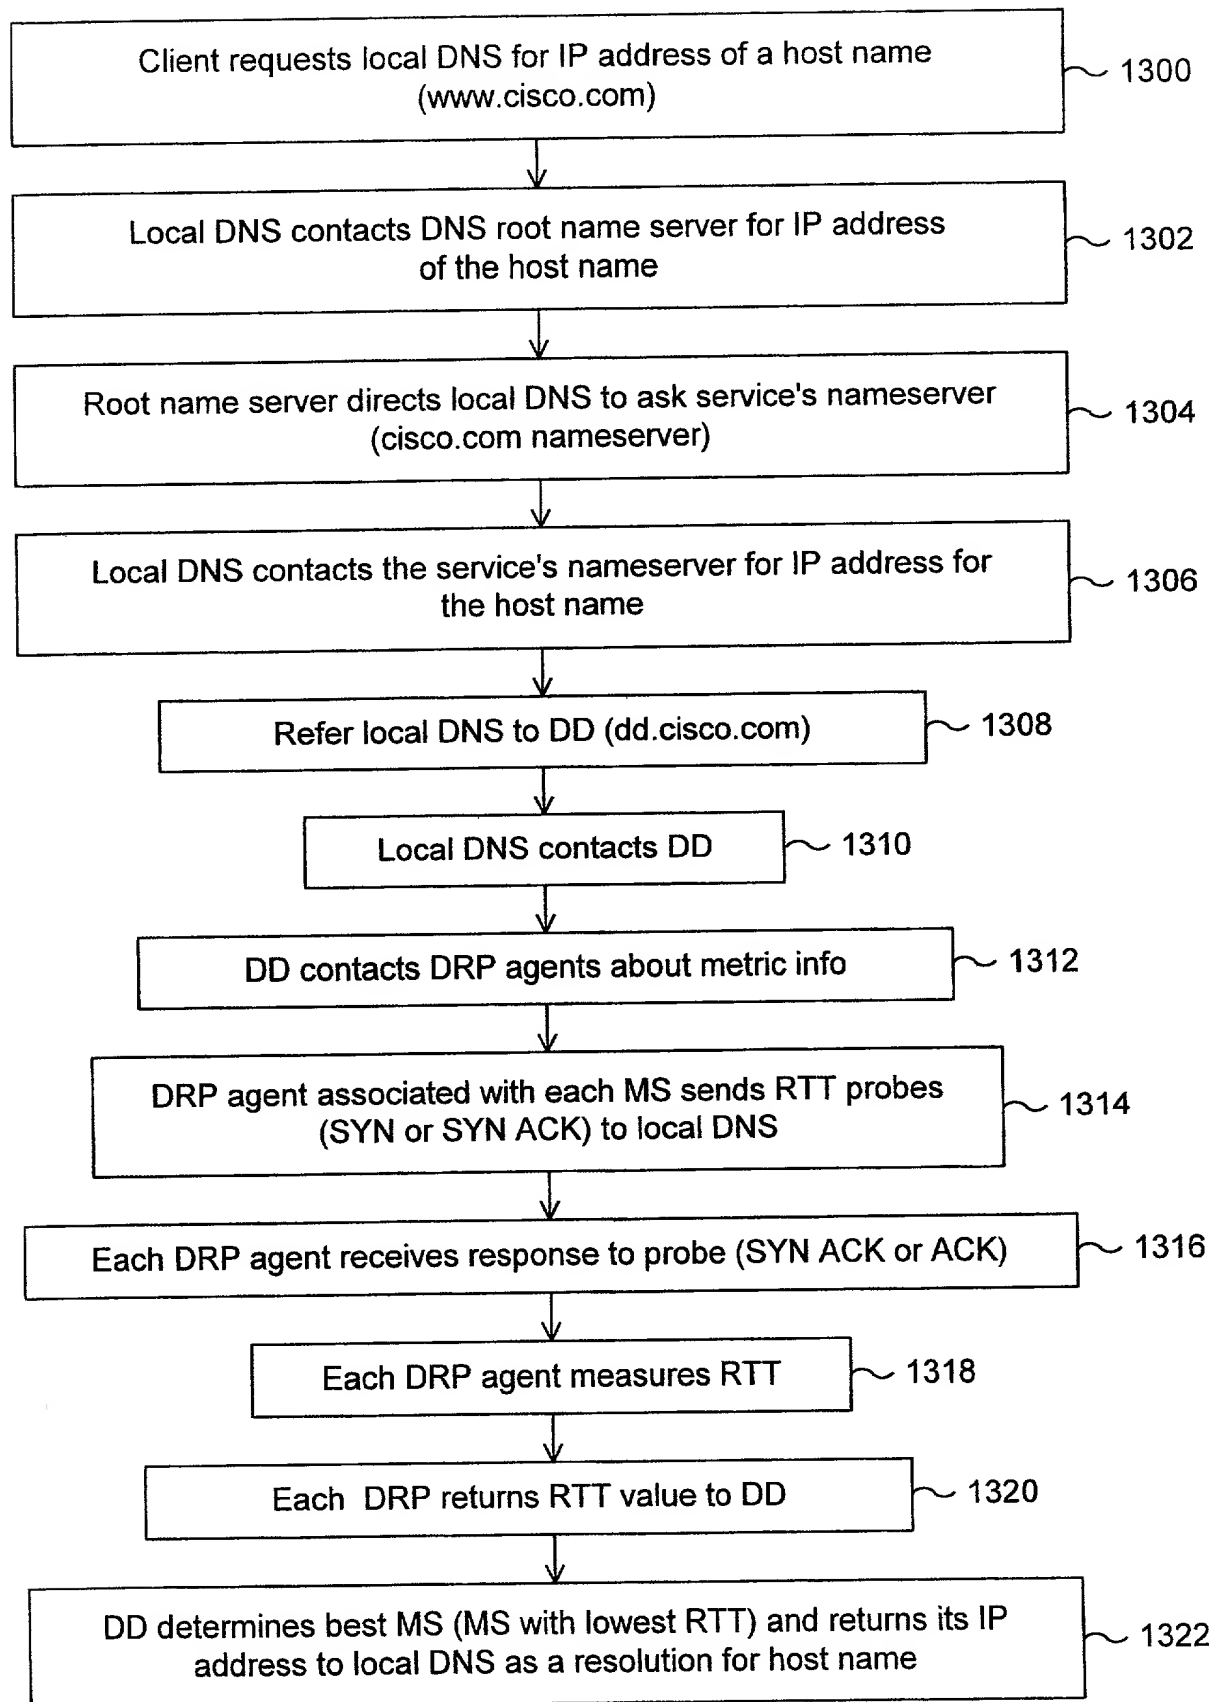 Client requests local DNS for IP address of a host name
(www.cisco.com)
1300
Local DNS contacts DNS root name server for IP address
of the host name
1302
Root name server directs local DNS to ask service's nameserver
(cisco.com nameserver)
1304
Local DNS contacts the service's nameserver for IP address for
the host name
1306
Refer local DNS to DD (dd.cisco.com)
1308
Local DNS contacts DD
1310
DD contacts DRP agents about metric info
1312
DRP agent associated with each MS sends RTT probes
(SYN or SYN ACK) to local DNS
1314
Each DRP agent receives response to probe (SYN ACK or ACK)
1316
Each DRP agent measures RTT
1318
Each DRP returns RTT value to DD
1320
DD determines best MS (MS with lowest RTT) and returns its IP
address to local DNS as a resolution for host name
1322